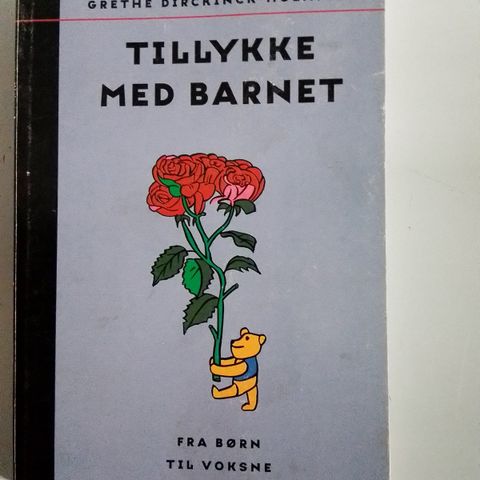 GRETHE DIRCKINCK
TILLYKKE
MED BARNET
FRA BØRN
TIL VOKSNE